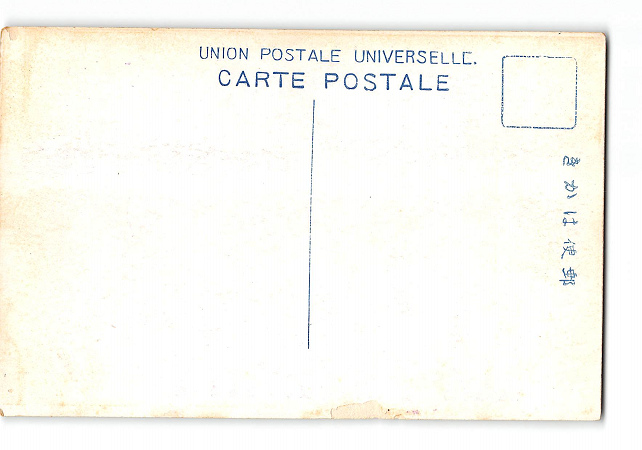 UNION POSTALE UNIVERSELLE.
CARTE POSTALE
きかは便郵